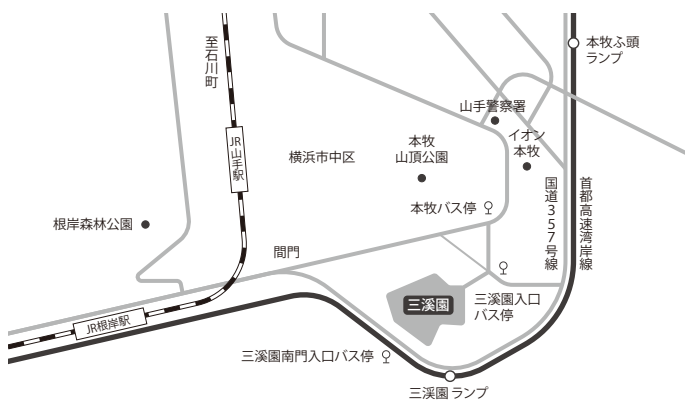 至石川町
本牧ふ頭
ランプ
山手警察署
イオン
本牧
JR山手駅
横浜市中区
本牧
山頂公園
国道357号線
首都高速湾岸線
本牧バス停
根岸森林公園
間門
三溪園
三溪園入口
バス停
JR根岸駅
三溪園南門入口バス停
三溪園 ランプ